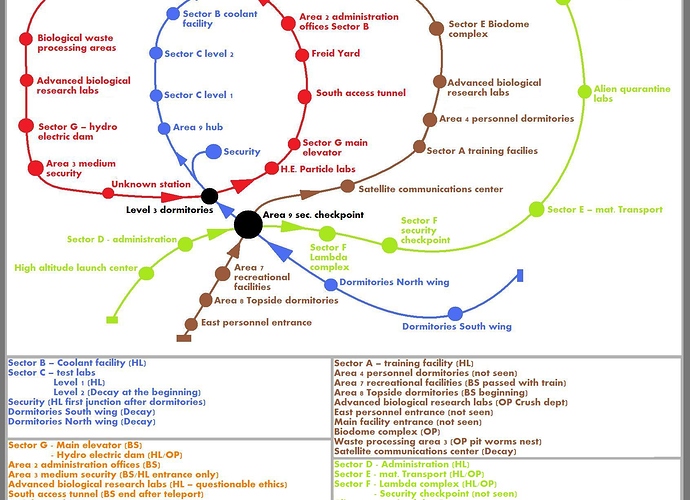 Sector B coolant
facility
Area 2 administration
offices Sector B
Sector E Biodome
complex
Biological waste
processing areas
Sector C level 2
Freid Yard
Advanced biological
research labs
Sector C level 1
South access tunnel
Advanced biological
research labs
Alien quarantine
labs
Sector G – hydro
electric dam
Area 9 hub
Area 4 personnel dormitories
Area 3 medium
security
Security
Sector G main
elevator
Sector A training facilies
H.E. Particle labs
Unknown station
Satellite communications center
Level 3 dormitories
Area 9 sec. checkpoint
Sector E – mat. Transport
Sector D - administration
Sector F
Lambda
complex
Sector F
security
checkpoint
High altitude launch center
Area 7
recreational
facilities
Dormitories North wing
Area 8 Topside dormitories
East personnel entrance
Dormitories South wing
Sector B – Coolant facility (HL)
Sector C – test labs
Level 1 (HL)
Level 2 (Decay at the beginning)
Security (HL first junction after dormitories)
Dormitories South wing (Decay)
Dormitories North wing (Decay)
Sector G - Main elevator (BS)
- Hydro electric dam (HL/OP)
Area 2 administration offices (BS)
Area 3 medium security (BS/HL entrance only)
Advanced biological research labs (HL – questionable ethics)
South access tunnel (BS end after teleport)
Sector A – training facility (HL)
Area 4 personnel dormitories (not seen)
Area 7 recreational facilities (BS passed with train)
Area 8 Topside dormitories (BS beginning)
Advanced biological research labs (OP Crush dept)
East personnel entrance (not seen)
Main facility entrance (not seen)
Biodome complex (OP)
Waste processing area 3 (OP pit worms nest)
Satellite communications center (Decay)
Sector D - Administration (HL)
Sector E - mat. Transport (HL/OP)
Sector F - Lambda complex (HL/OP)
- Security checkpoint (not seen)